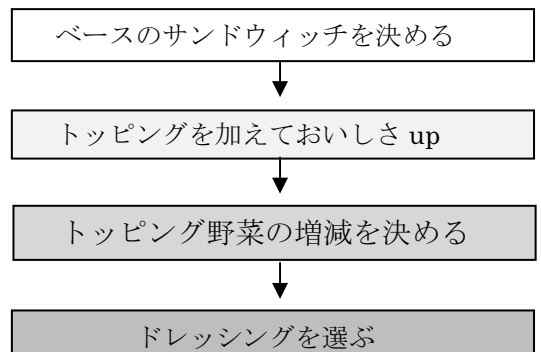 ベースのサンドウィッチを決める
トッピングを加えておいしさ up
トッピング野菜の増減を決める
ドレッシングを選ぶ